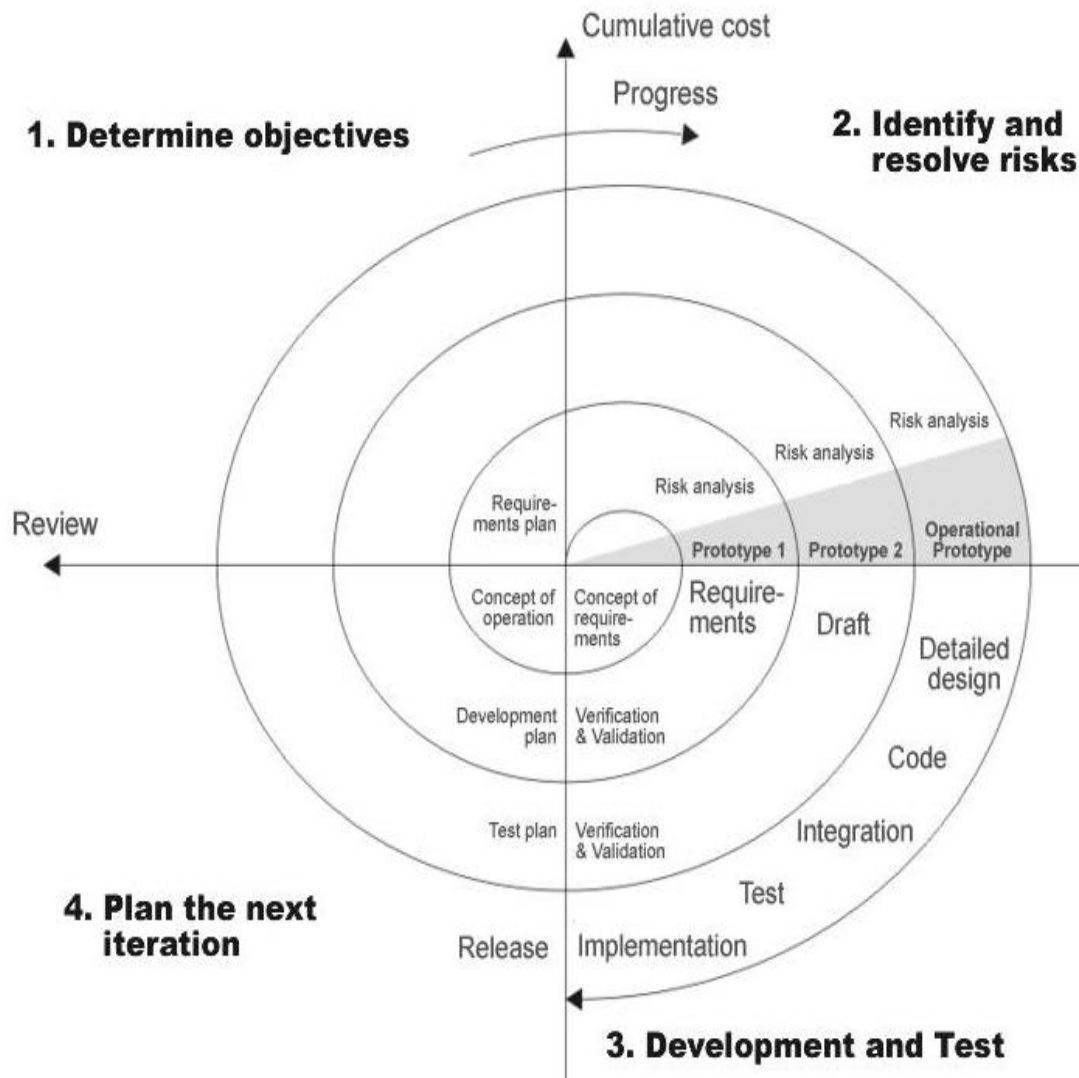 Cumulative cost
Progress
1. Determine objectives
2. Identify and
resolve risks
Risk analysis
Risk analysis
Risk analysis
Require-
ments plan
Review
Operational
Prototype
Prototype 1
Prototype 2
Concept of
operation
Concept of
require-
ments
Require-
ments
Draft
Detailed
design
Development
plan
Verification
& Validation
Code
Test plan
Verification
& Validation
Integration
Test
4. Plan the next
iteration
Release
Implementation
3. Development and Test